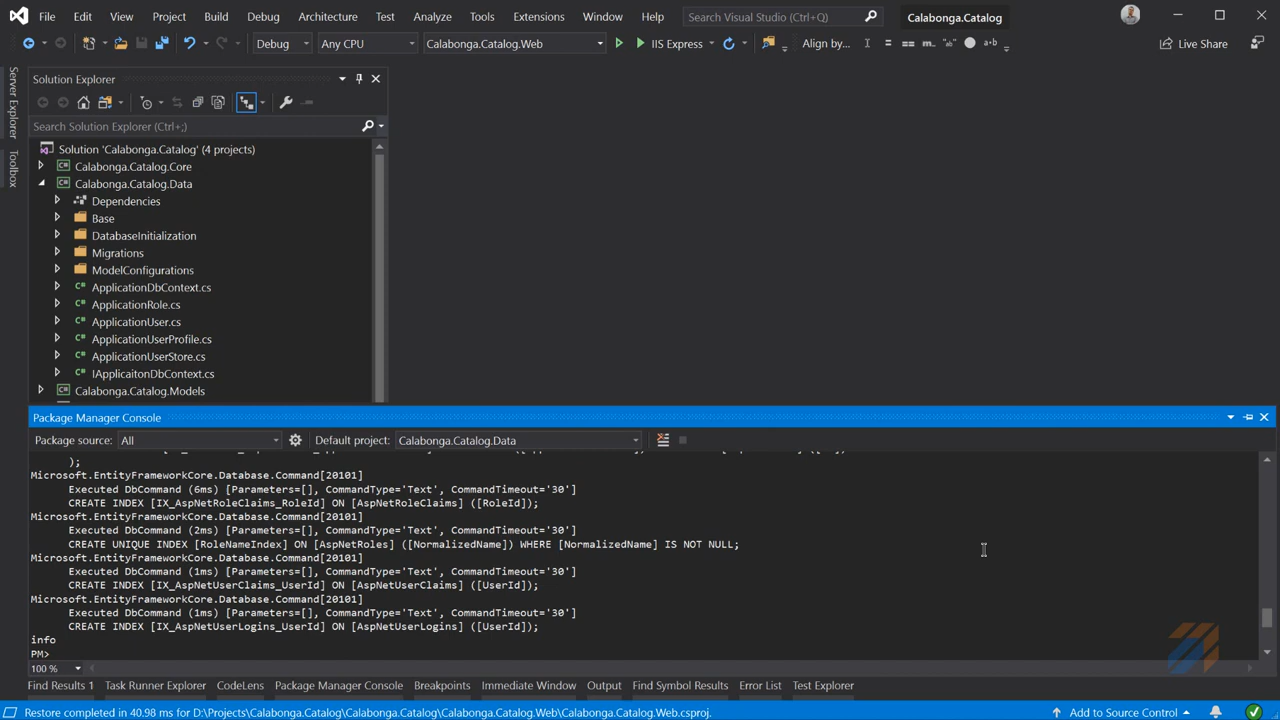 File Edit View Project Build Debug Architecture Test Analyze Tools Extensions Window Help Search Visual Studio (Ctrl+Q) Calabonga.Catalog
Debug Any CPU Calabonga.Catalog.Web IIS Express Align by... Live Share
Server Explorer
Toolbox
Solution Explorer
Search Solution Explorer (Ctrl+;)
Solution 'Calabonga.Catalog' (4 projects)
Calabonga.Catalog.Core
Calabonga.Catalog.Data
Dependencies
Base
DatabaseInitialization
Migrations
ModelConfigurations
ApplicationDbContext.cs
ApplicationRole.cs
ApplicationUser.cs
ApplicationUserProfile.cs
ApplicationUserStore.cs
IApplicaitonDbContext.cs
Calabonga.Catalog.Models
Package Manager Console
Package source: All Default project: Calabonga.Catalog.Data
);
Microsoft.EntityFrameworkCore.Database.Command[20101]
Executed DbCommand (6ms) [Parameters=[], CommandType='Text', CommandTimeout='30']
CREATE INDEX [IX_AspNetRoleClaims_RoleId] ON [AspNetRoleClaims] ([RoleId]);
Microsoft.EntityFrameworkCore.Database.Command[20101]
Executed DbCommand (2ms) [Parameters=[], CommandType='Text', CommandTimeout='30']
CREATE UNIQUE INDEX [RoleNameIndex] ON [AspNetRoles] ([NormalizedName]) WHERE [NormalizedName] IS NOT NULL;
Microsoft.EntityFrameworkCore.Database.Command[20101]
Executed DbCommand (1ms) [Parameters=[], CommandType='Text', CommandTimeout='30']
CREATE INDEX [IX_AspNetUserClaims_UserId] ON [AspNetUserClaims] ([UserId]);
Microsoft.EntityFrameworkCore.Database.Command[20101]
Executed DbCommand (1ms) [Parameters=[], CommandType='Text', CommandTimeout='30']
CREATE INDEX [IX_AspNetUserLogins_UserId] ON [AspNetUserLogins] ([UserId]);
info
PM>
100 %
Find Results 1 Task Runner Explorer CodeLens Package Manager Console Breakpoints Immediate Window Output Find Symbol Results Error List Test Explorer
Restore completed in 40.98 ms for D:\Projects\Calabonga.Catalog\Calabonga.Catalog\Calabonga.Catalog.Web\Calabonga.Catalog.Web.csproj. Add to Source Control